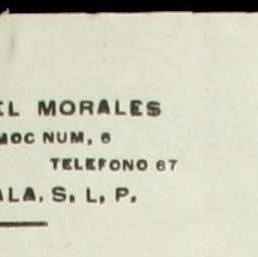 EL MORALES
MOC NUM, 6
TELEFONO 67
ALA, S, L, P,